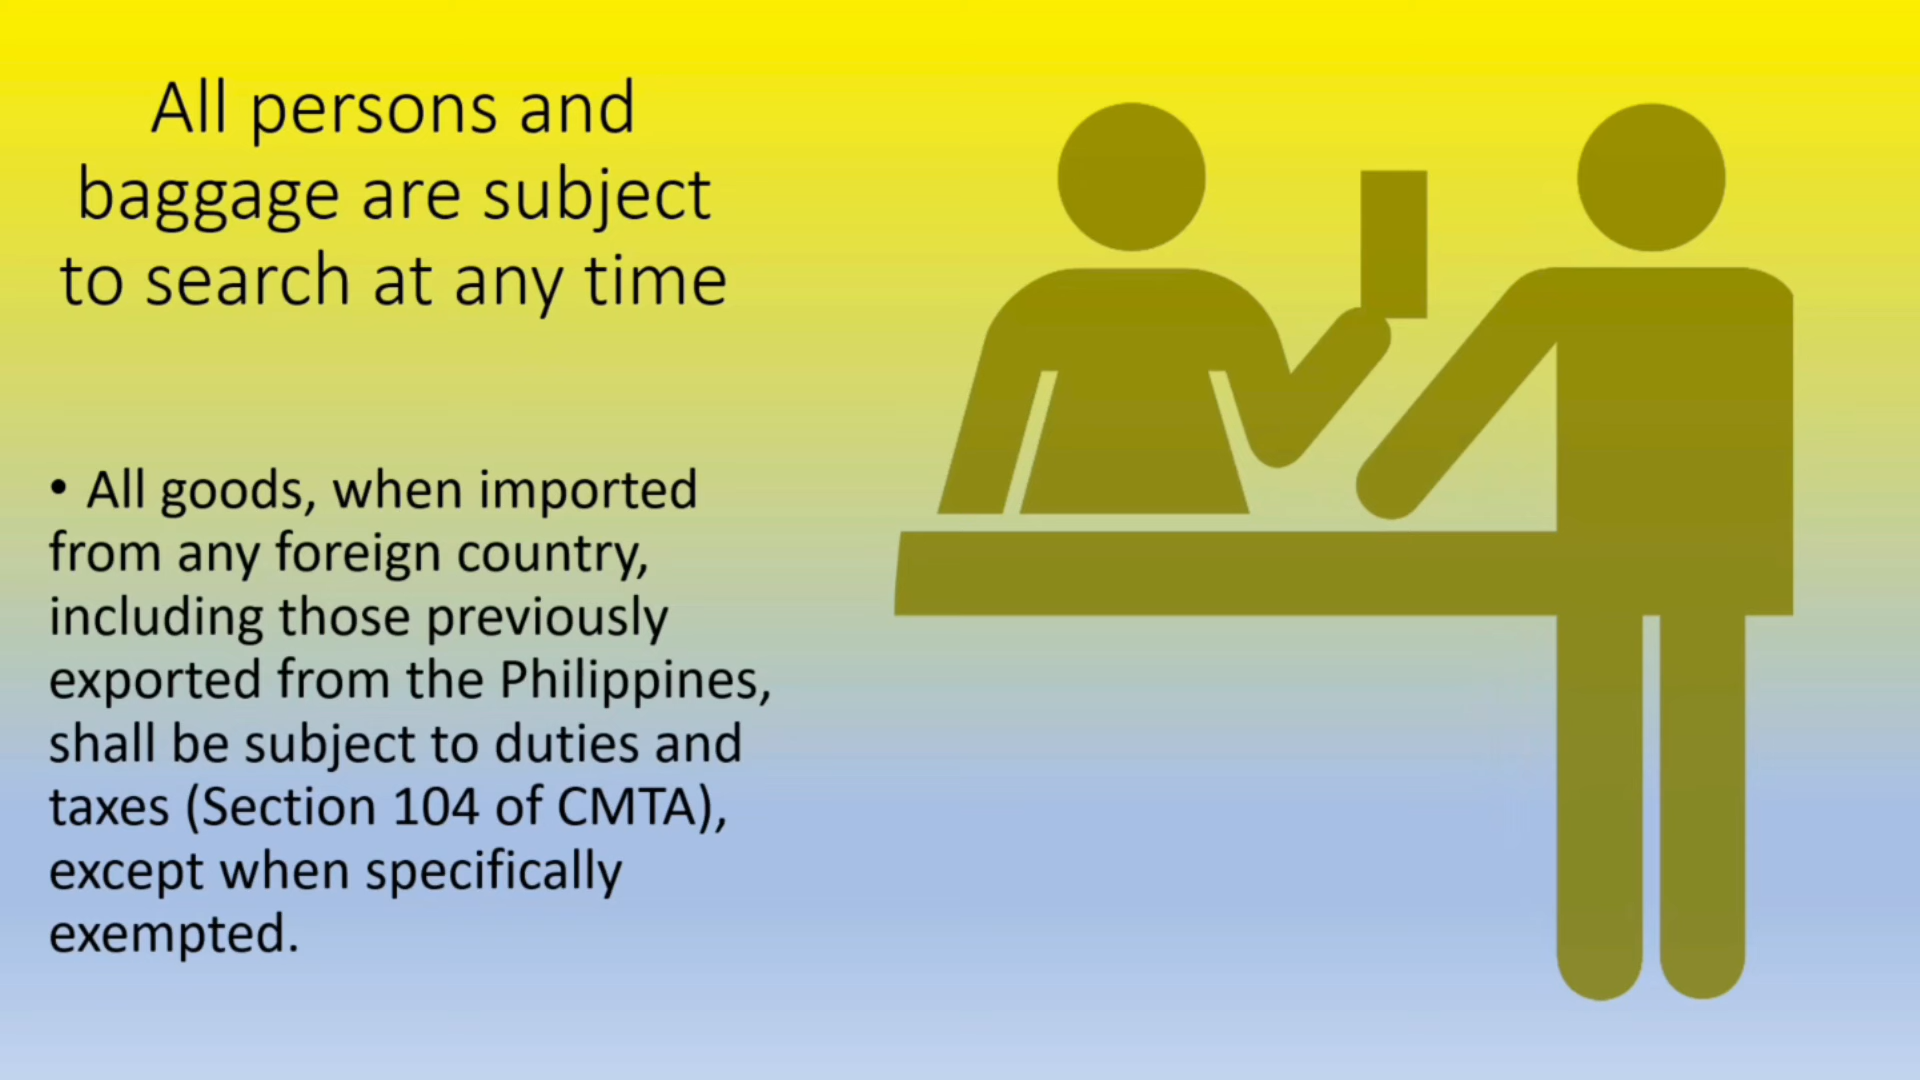 All persons and
baggage are subject
to search at any time
• All goods, when imported
from any foreign country,
including those previously
exported from the Philippines,
shall be subject to duties and
taxes (Section 104 of CMTA),
except when specifically
exempted.